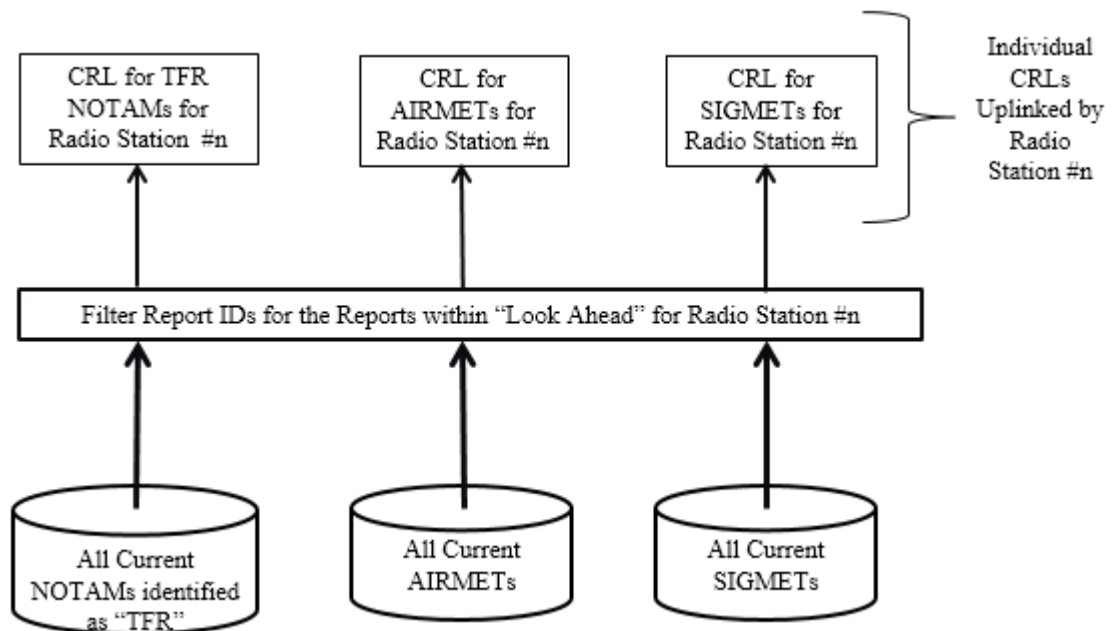 CRL for TFR
NOTAMs for
Radio Station #n
CRL for
AIRMETs for
Radio Station #n
CRL for
SIGMETs for
Radio Station #n
Individual
CRLs
Uplinked by
Radio
Station #n
Filter Report IDs for the Reports within “Look Ahead” for Radio Station #n
All Current
NOTAMs identified
as “TFR”
All Current
AIRMETs
All Current
SIGMETs